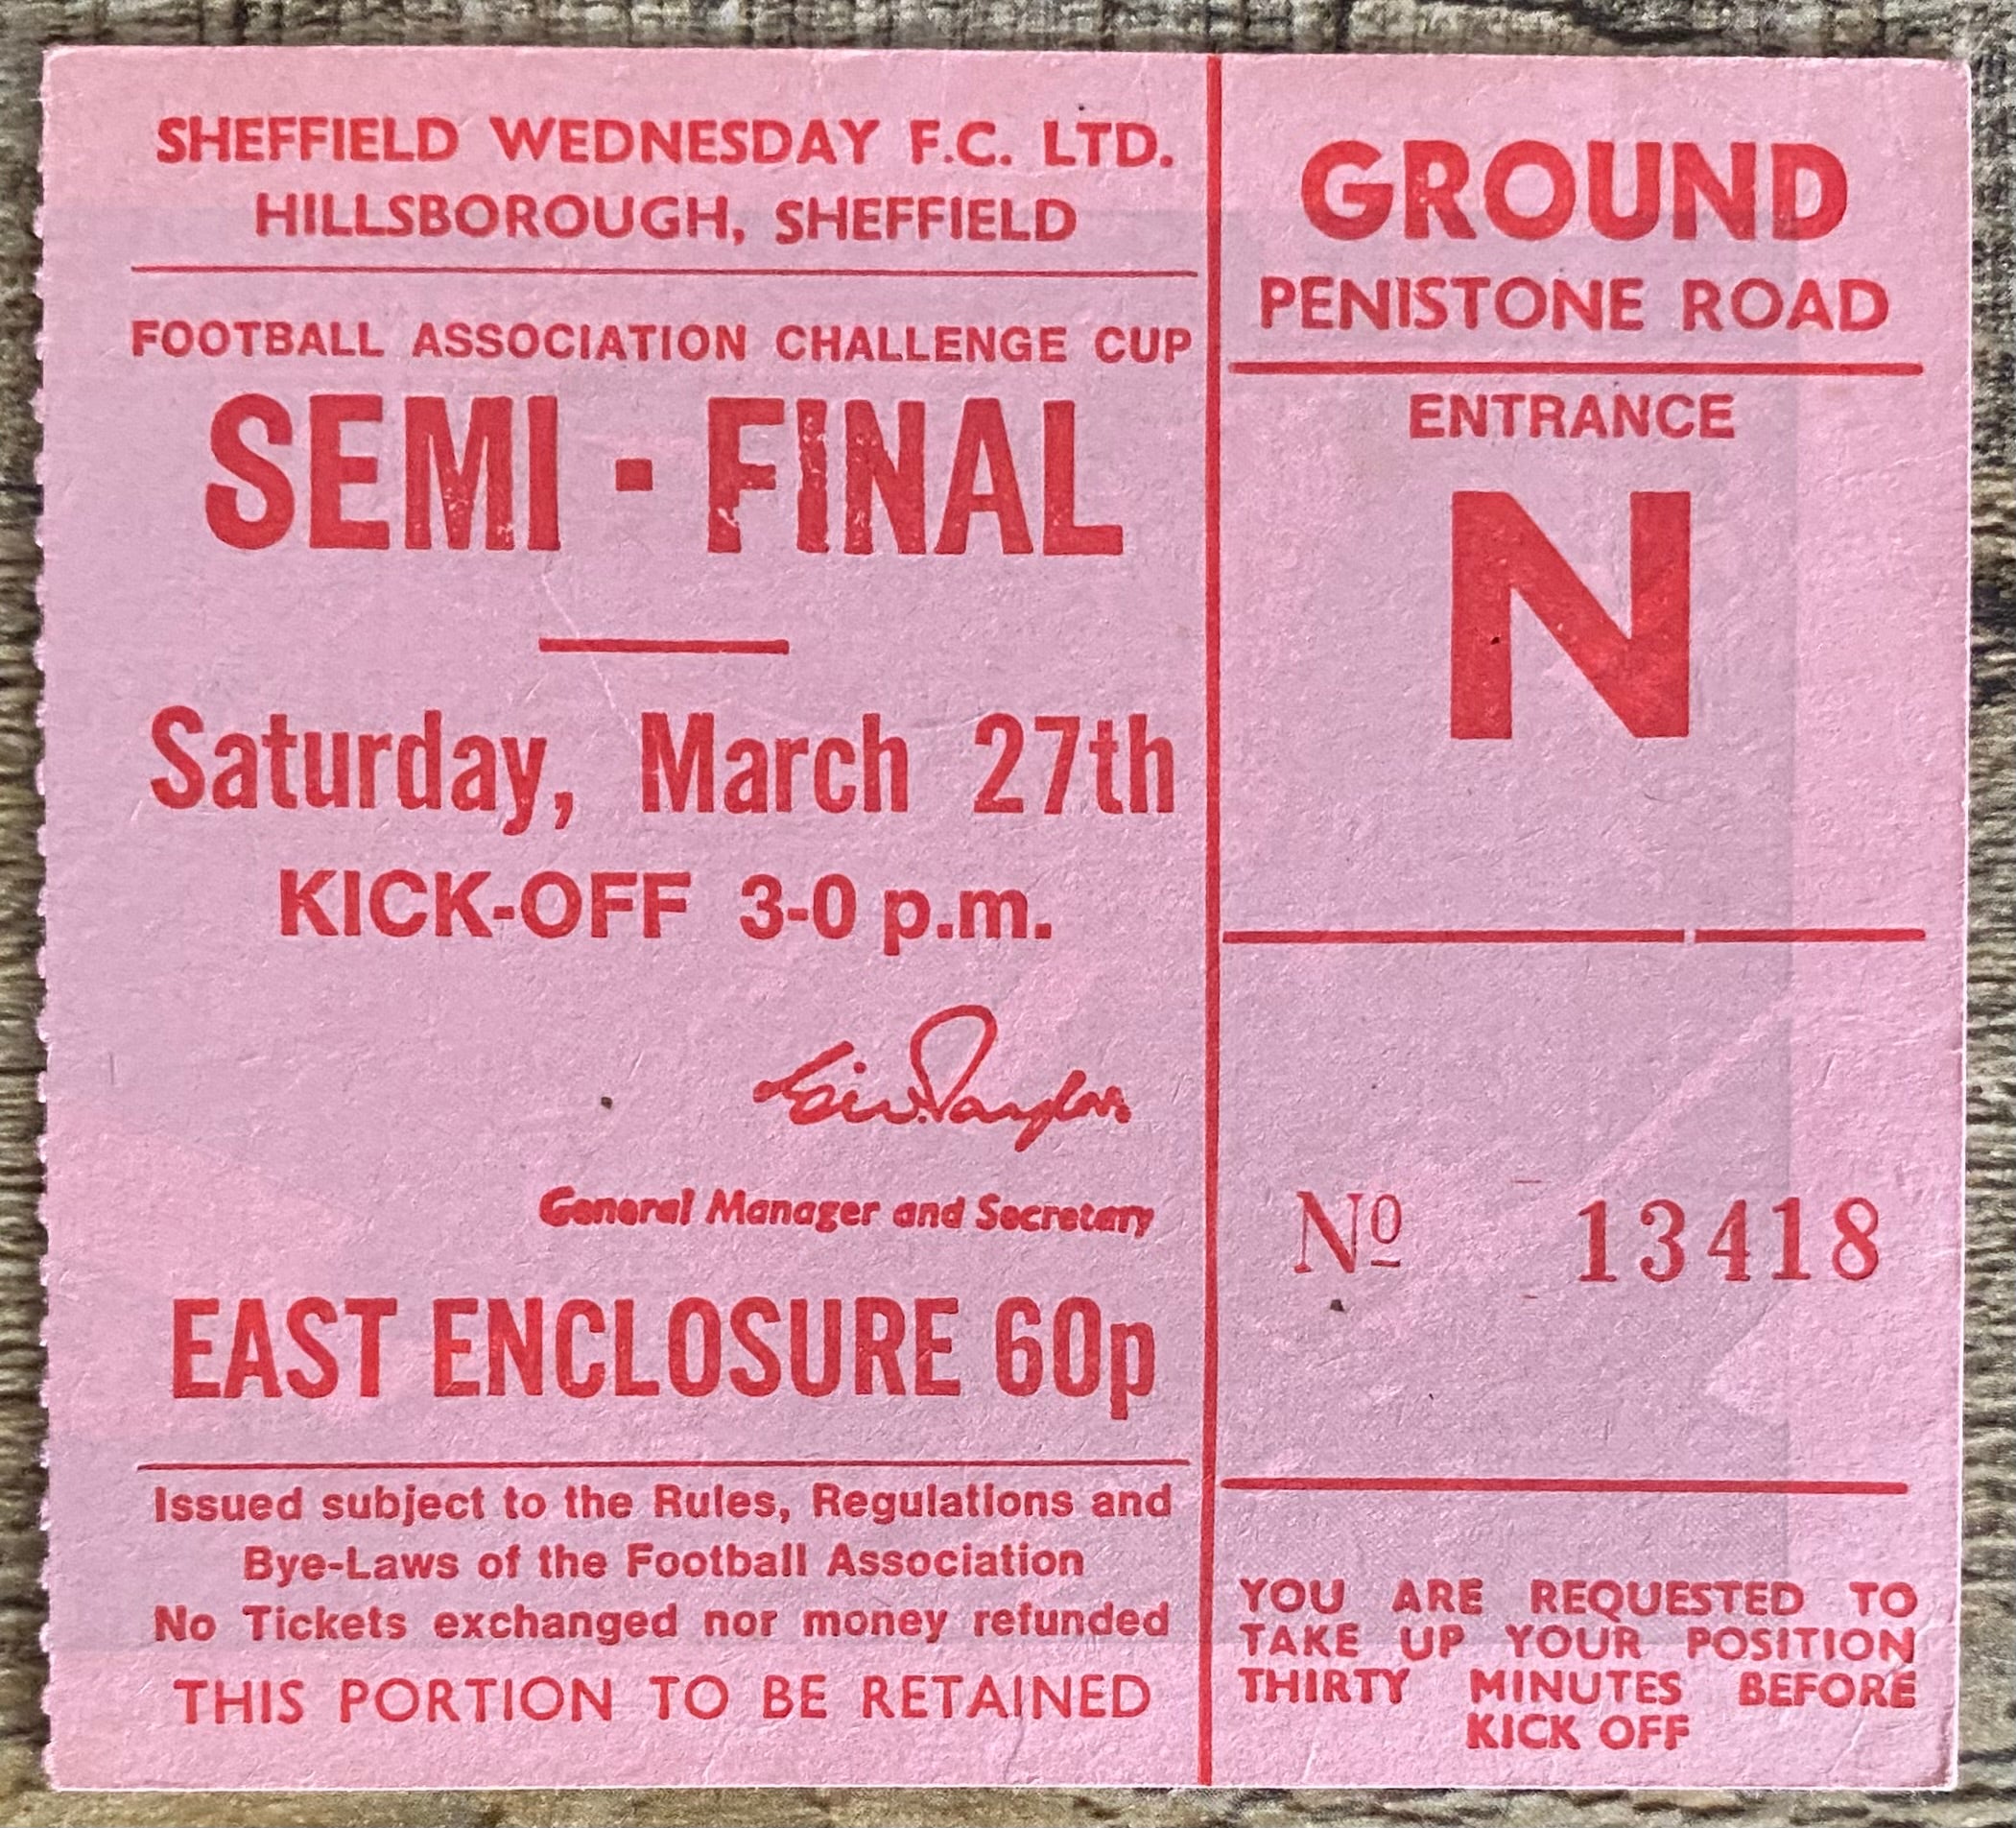 SHEFFIELD WEDNESDAY F.C. LTD.
HILLSBOROUGH, SHEFFIELD
FOOTBALL ASSOCIATION CHALLENGE CUP
SEMI - FINAL
Saturday, March 27th
KICK-OFF 3-0 p.m.
Eric Taylor
General Manager and Secretary
EAST ENCLOSURE 60p
Issued subject to the Rules, Regulations and
Bye-Laws of the Football Association
No Tickets exchanged nor money refunded
THIS PORTION TO BE RETAINED
GROUND
PENISTONE ROAD
ENTRANCE
N
Nº 13418
YOU ARE REQUESTED TO
TAKE UP YOUR POSITION
THIRTY MINUTES BEFORE
KICK OFF